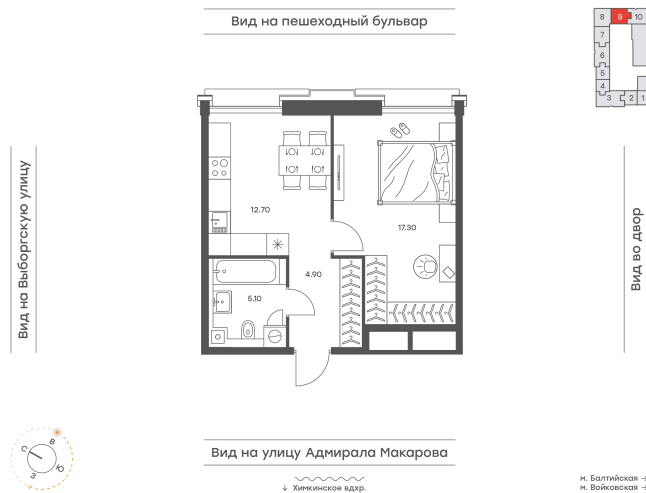 Вид на пешеходный бульвар
8 9 10
7
6
5
4
3 2 1
Вид на Выборгскую улицу
Вид во двор
12.70
17.30
4.90
5.10
С В
З Ю
Вид на улицу Адмирала Макарова
↓ Химкинское вдхр.
м. Балтийская
м. Войковская